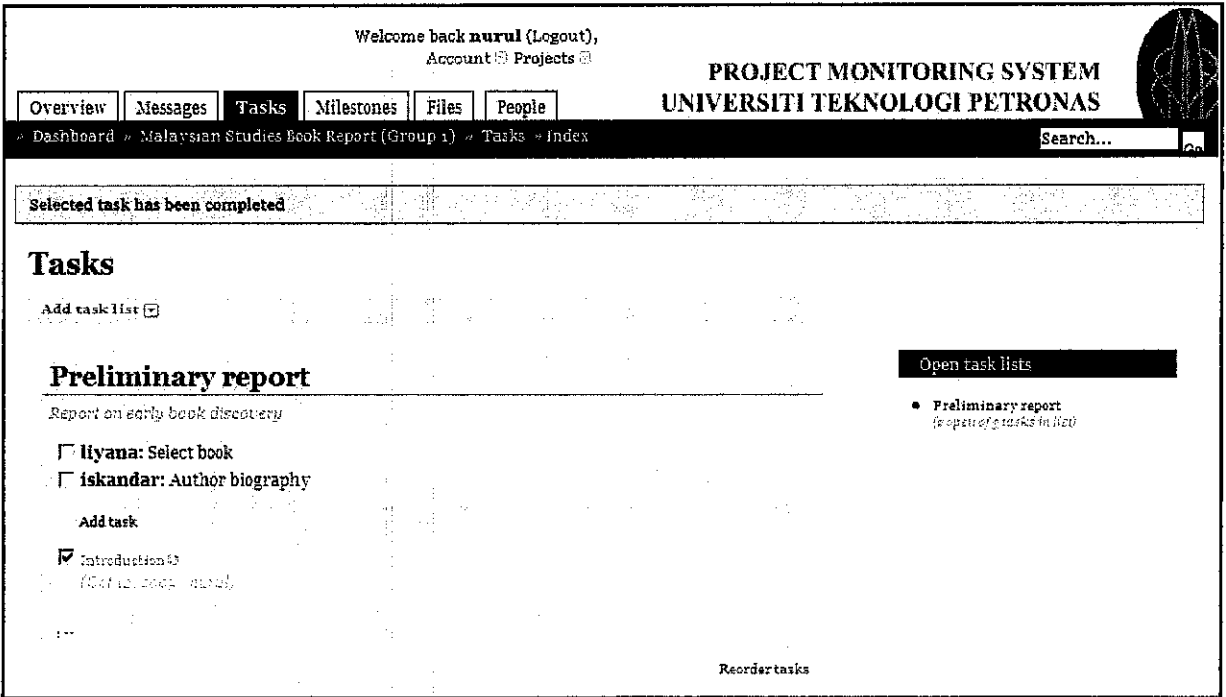 Welcome back nurul (Logout),
Account Projects
PROJECT MONITORING SYSTEM
UNIVERSITI TEKNOLOGI PETRONAS
Overview Messages Tasks Milestones Files People
» Dashboard » Malaysian Studies Book Report (Group 1) » Tasks » Index
Search...
Go
Selected task has been completed
Tasks
Add task list
Preliminary report
Report on early book discovery
liyana: Select book
iskandar: Author biography
Add task
Introduction
Open task lists
• Preliminary report
tasks in list)
Reorder tasks